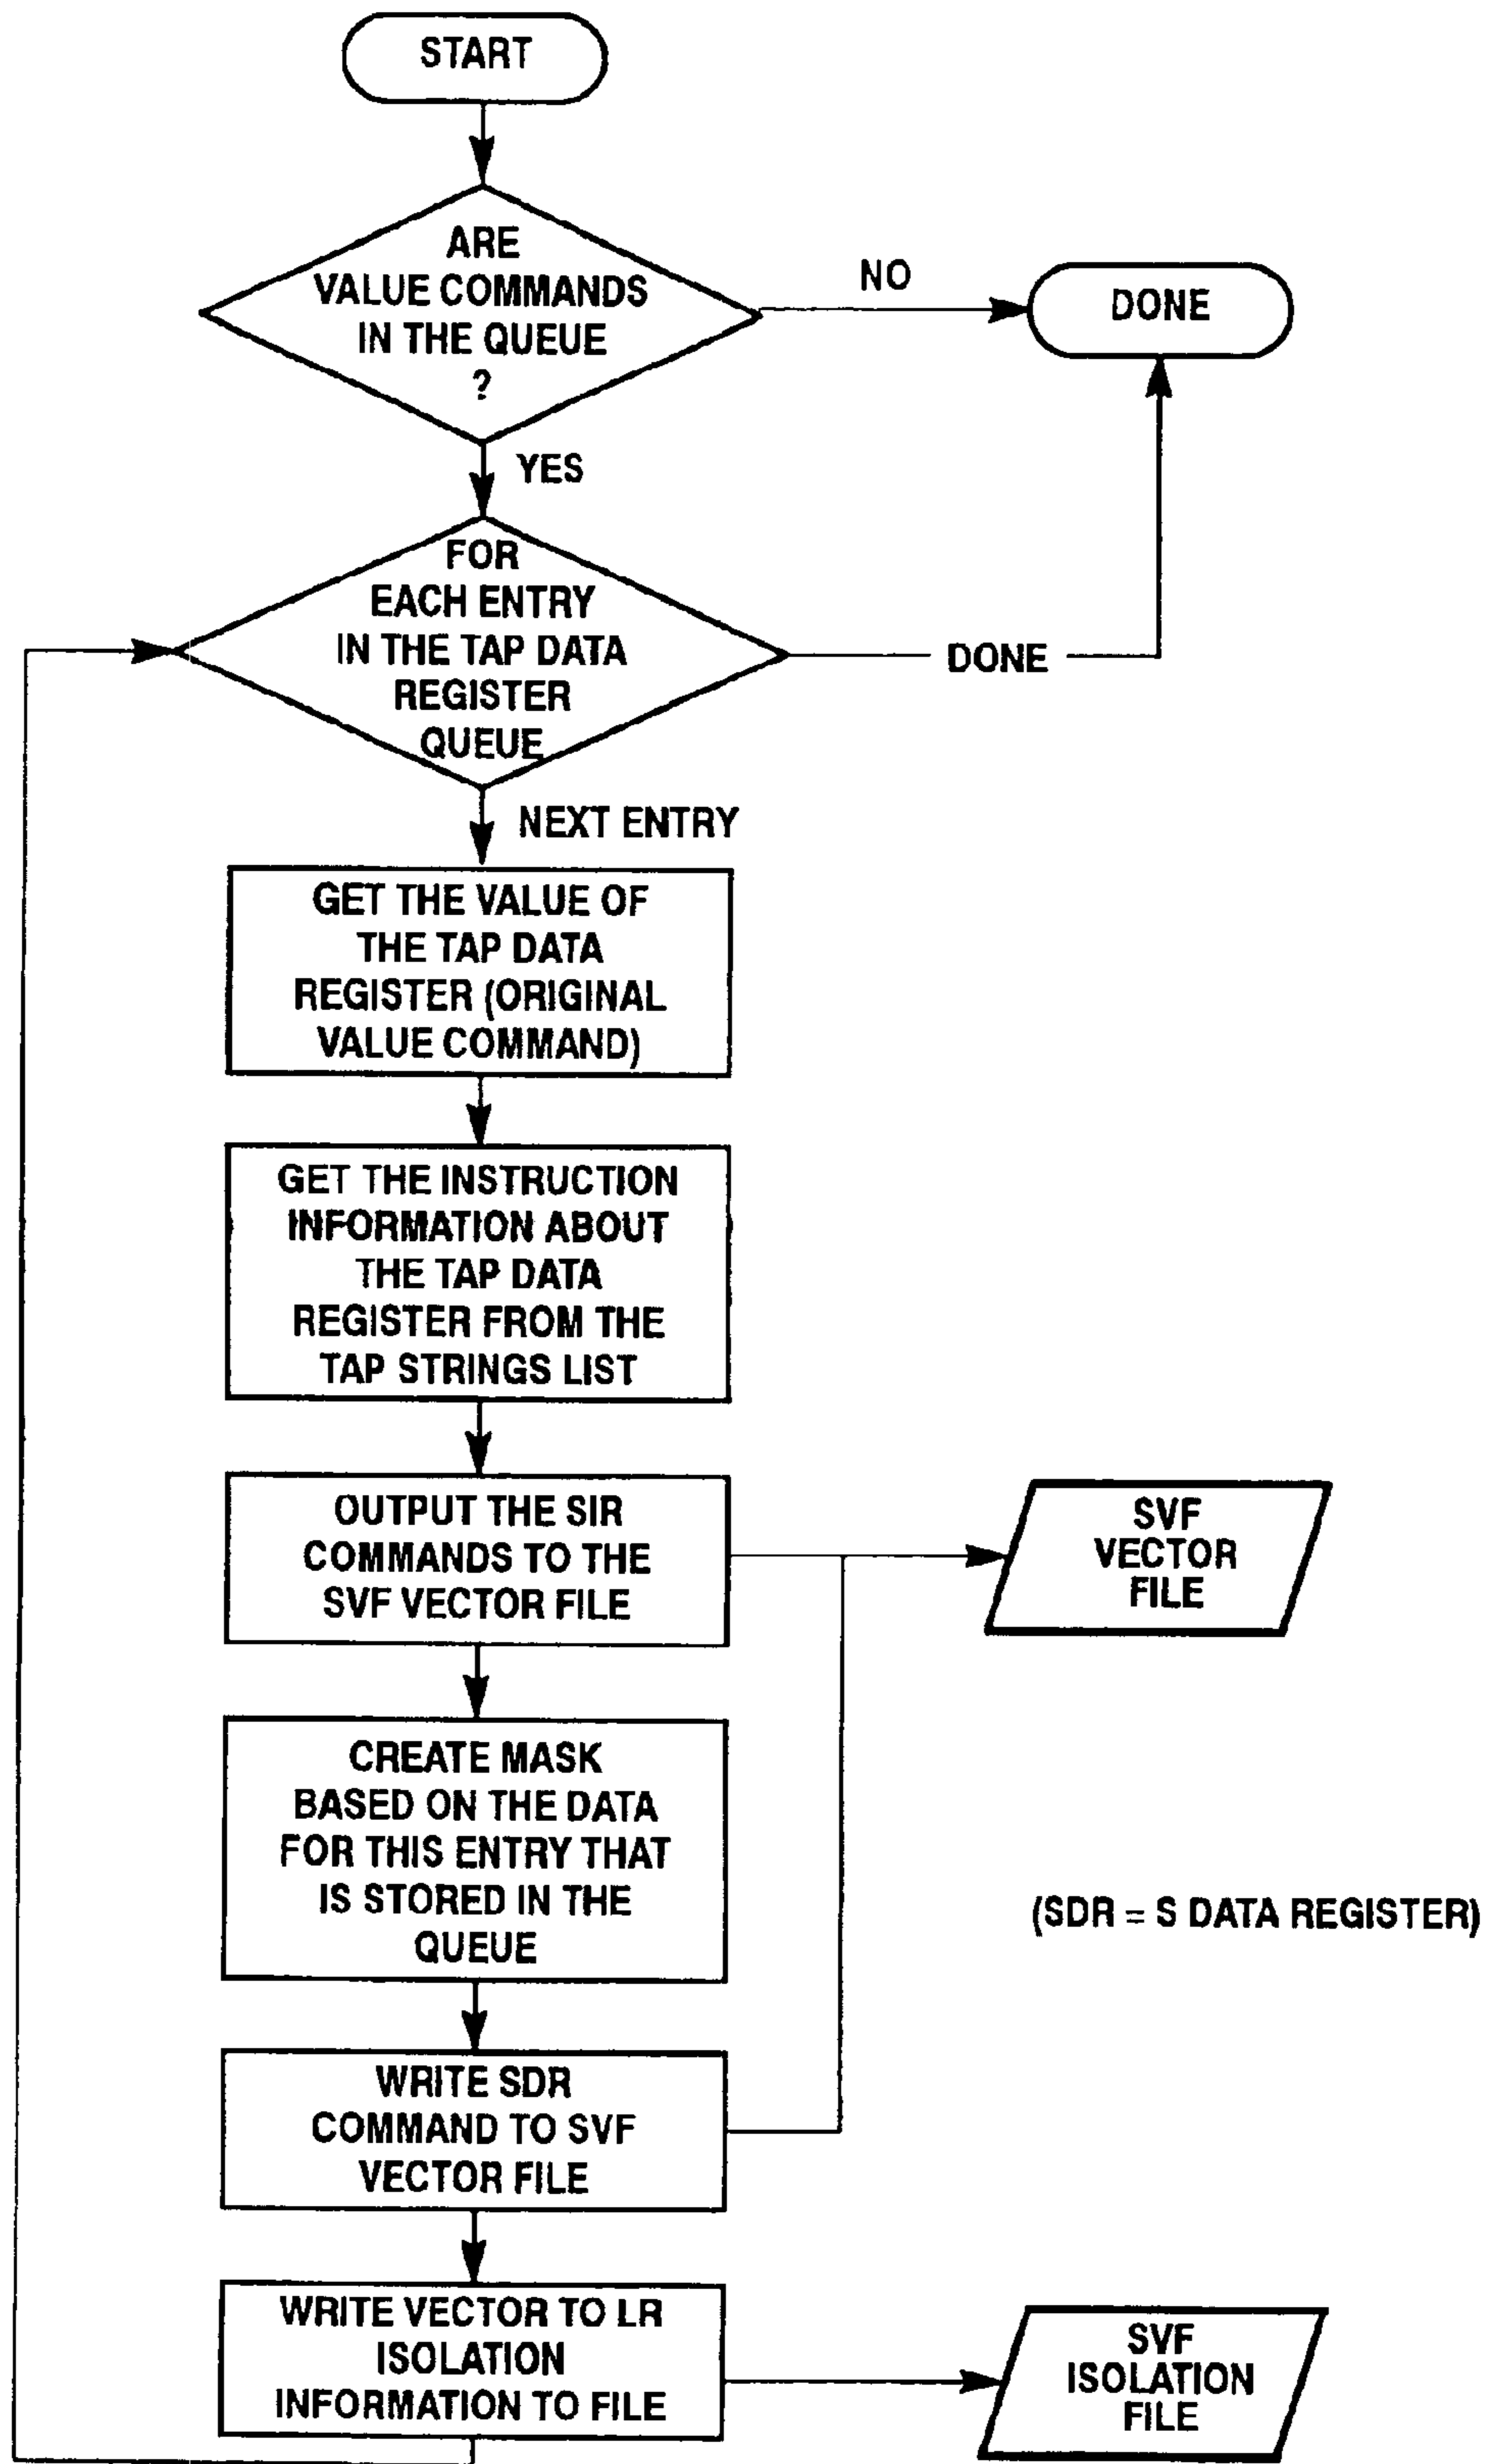 START
ARE
VALUE COMMANDS
IN THE QUEUE
?
NO
DONE
YES
FOR
EACH ENTRY
IN THE TAP DATA
REGISTER
QUEUE
DONE
NEXT ENTRY
GET THE VALUE OF
THE TAP DATA
REGISTER (ORIGINAL
VALUE COMMAND)
GET THE INSTRUCTION
INFORMATION ABOUT
THE TAP DATA
REGISTER FROM THE
TAP STRINGS LIST
OUTPUT THE SIR
COMMANDS TO THE
SVF VECTOR FILE
SVF
VECTOR
FILE
CREATE MASK
BASED ON THE DATA
FOR THIS ENTRY THAT
IS STORED IN THE
QUEUE
(SDR = S DATA REGISTER)
WRITE SDR
COMMAND TO SVF
VECTOR FILE
WRITE VECTOR TO LR
ISOLATION
INFORMATION TO FILE
SVF
ISOLATION
FILE